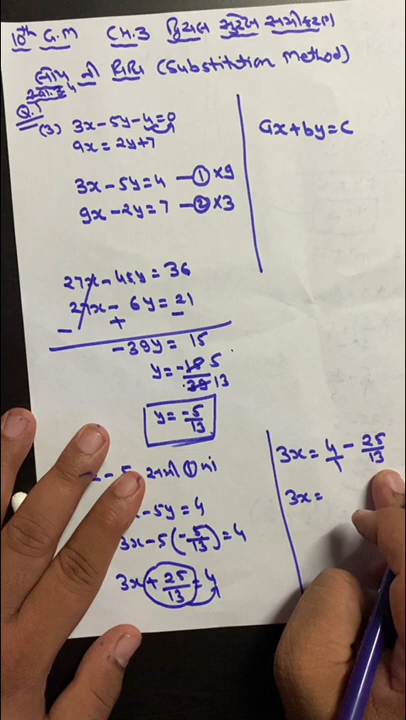 10th G.M CH.3 દ્વિચલ સુરેખ સમીકરણ
લોપ ની રીત (Substitution Method)
Q.1
(3) 3x-5y-4=0
9x = 2y+7
ax+by=c
3x-5y=4 —① ×9
9x-2y=7 —② ×3
27x-45y=36
27x- 6y= 21
- + -
-39y= 15
y= -15 5
39 13
y= -5/13
સમી ① માં
-5y=4
3x-5(-5/13)=4
3x+25/13=4
3x= 4/1 - 25/13
3x=